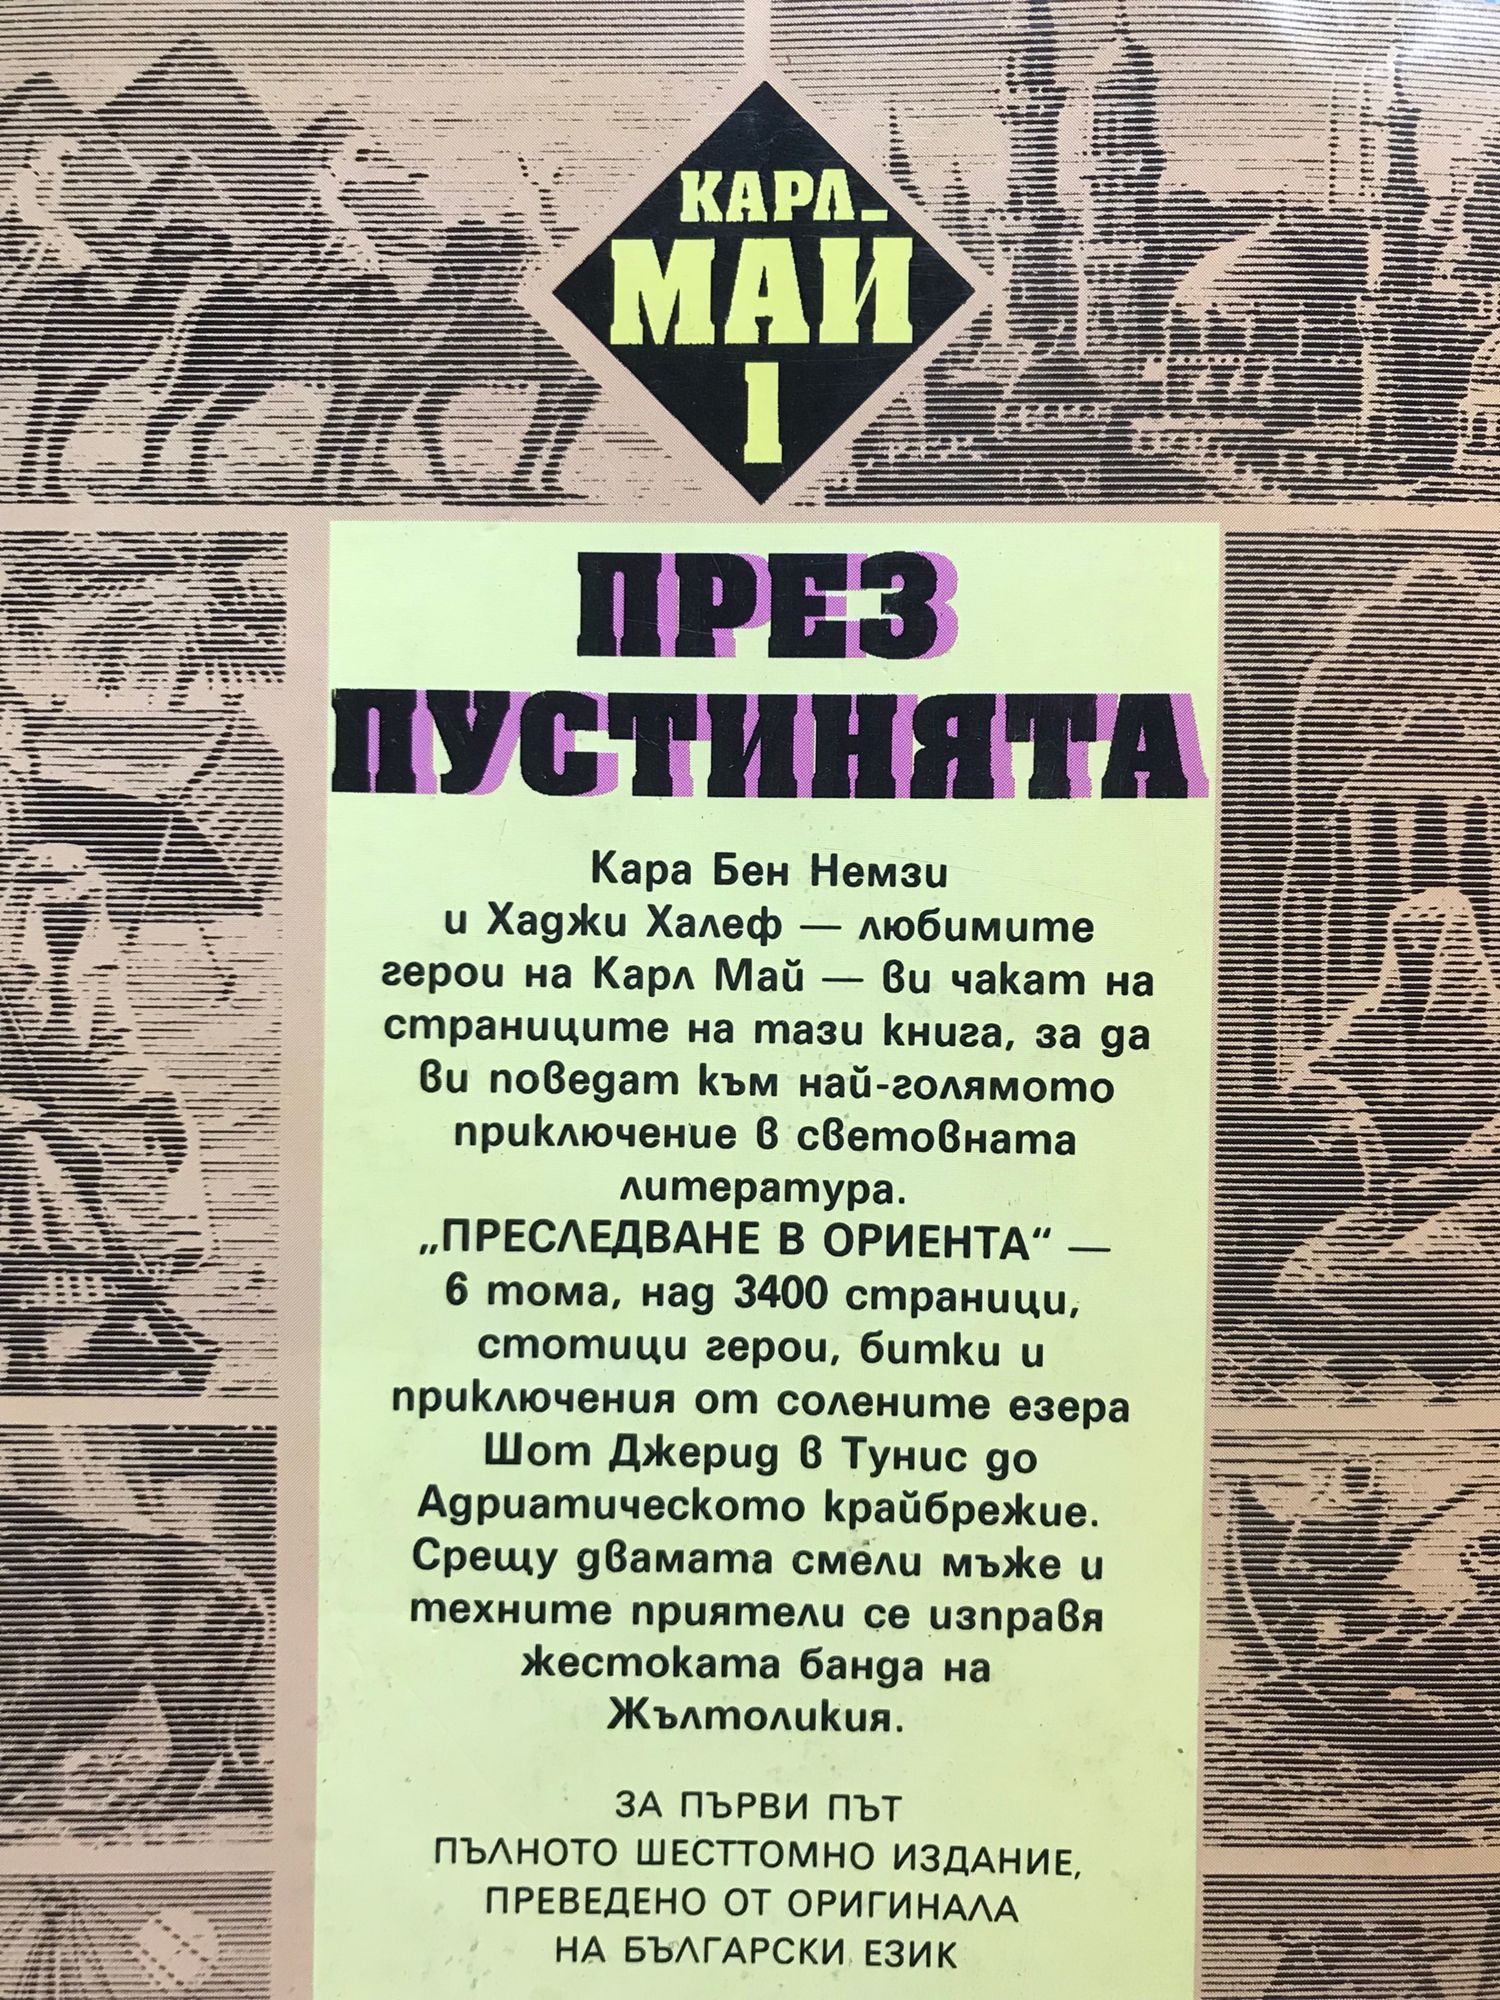 КАРЛ
МАЙ
1
ПРЕЗ
ПУСТИНЯТА
Кара Бен Немзи
и Хаджи Халеф — любимите
герои на Карл Май — ви чакат на
страниците на тази книга, за да
ви поведат към най-голямото
приключение в световната
литература.
„ПРЕСЛЕДВАНЕ В ОРИЕНТА“ —
6 тома, над 3400 страници,
стотици герои, битки и
приключения от солените езера
Шот Джерид в Тунис до
Адриатическото крайбрежие.
Срещу двамата смели мъже и
техните приятели се изправя
жестоката банда на
Жълтоликия.
ЗА ПЪРВИ ПЪТ
ПЪЛНОТО ШЕСТТОМНО ИЗДАНИЕ,
ПРЕВЕДЕНО ОТ ОРИГИНАЛА
НА БЪЛГАРСКИ ЕЗИК